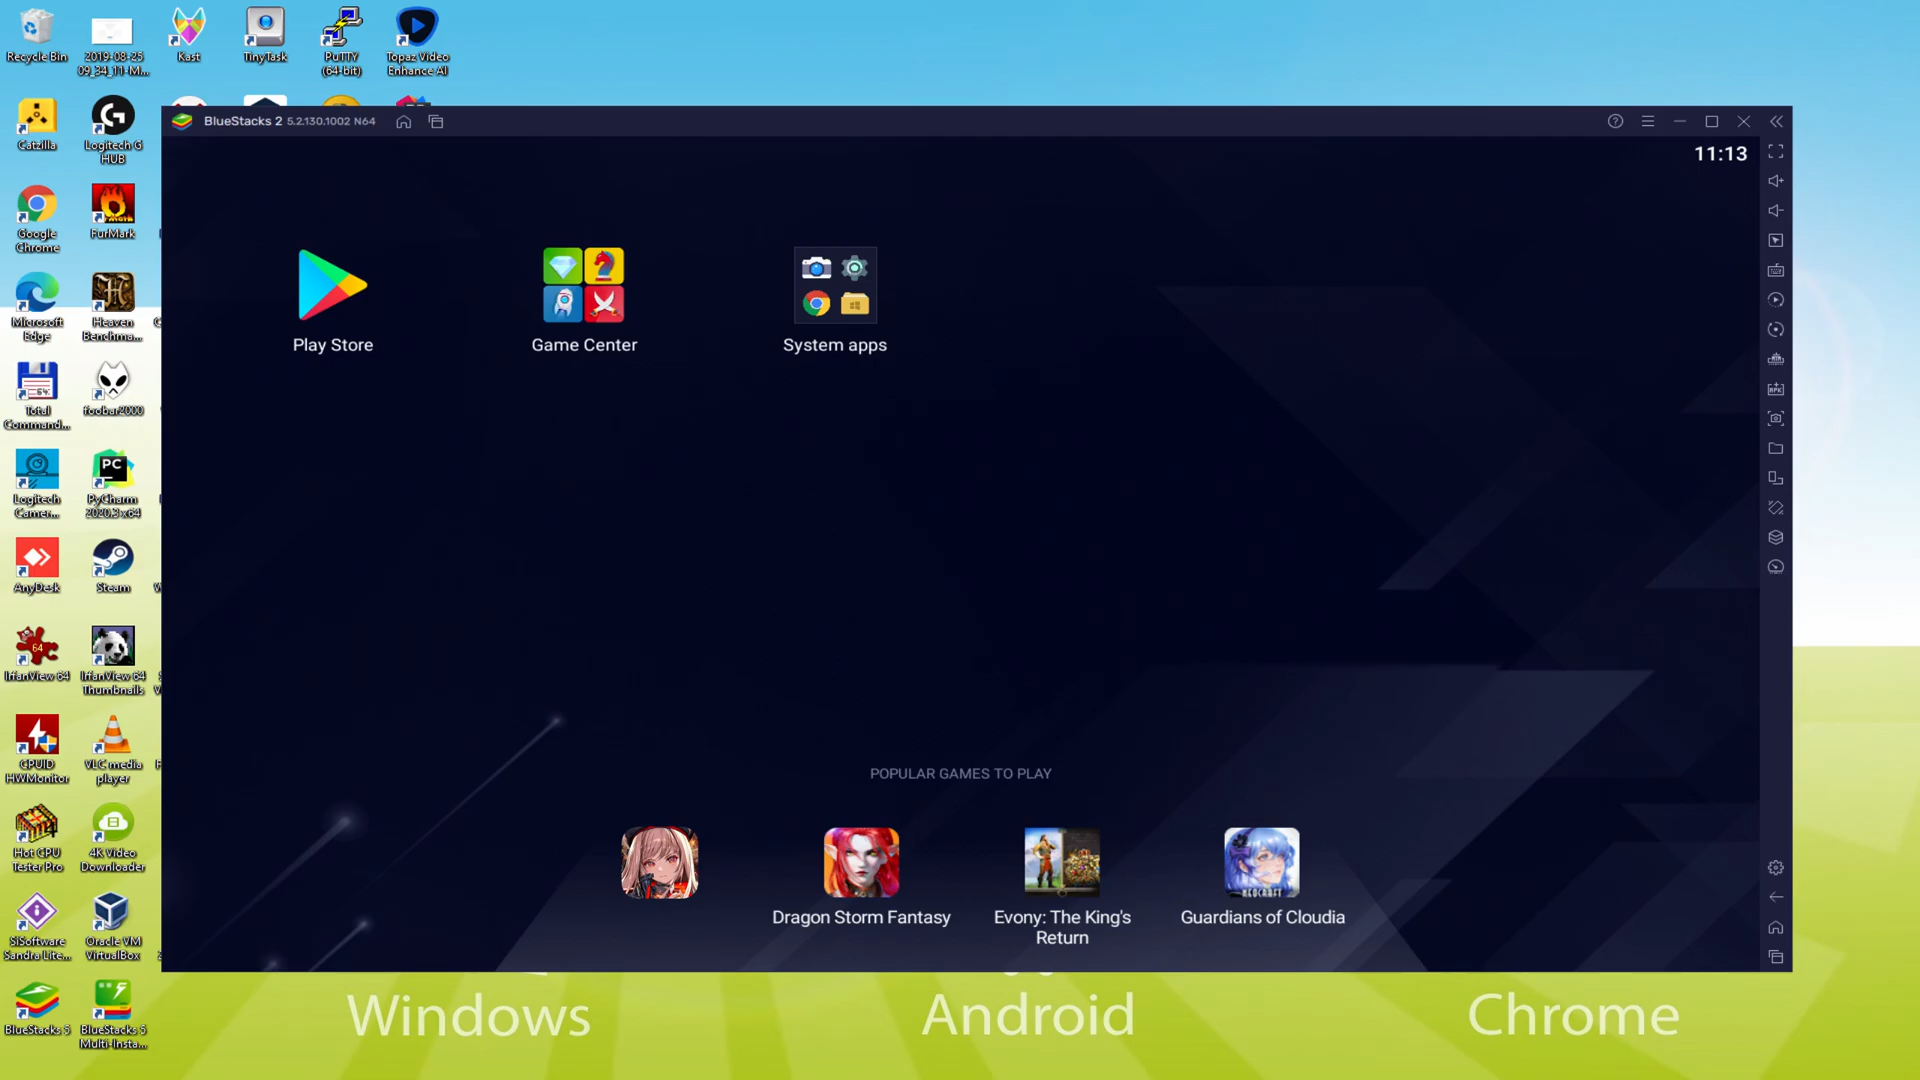 Recycle Bin
2019-08-25
09_34_11-M...
Kast
TinyTask
PuTTY
(64-bit)
Topaz Video
Enhance AI
Catzilla
Logitech G
HUB
Google
Chrome
FurMark
Microsoft
Edge
Heaven
Benchma...
Total
Command...
foobar2000
Logitech
Camer...
PC
PyCharm
2020.3 x64
AnyDesk
Steam
64
IrfanView 64
IrfanView 64
Thumbnails
CPUID
HWMonitor
VLC media
player
Hot CPU
Tester Pro
4K Video
Downloader
SiSoftware
Sandra Lite...
Oracle VM
VirtualBox
BlueStacks 5
BlueStacks 5
Multi-Insta...
BlueStacks 2 5.2.130.1002 N64
11:13
Play Store
Game Center
System apps
POPULAR GAMES TO PLAY
Dragon Storm Fantasy
Evony: The King's
Return
NEOCRAFT
Guardians of Cloudia
Windows
Android
Chrome